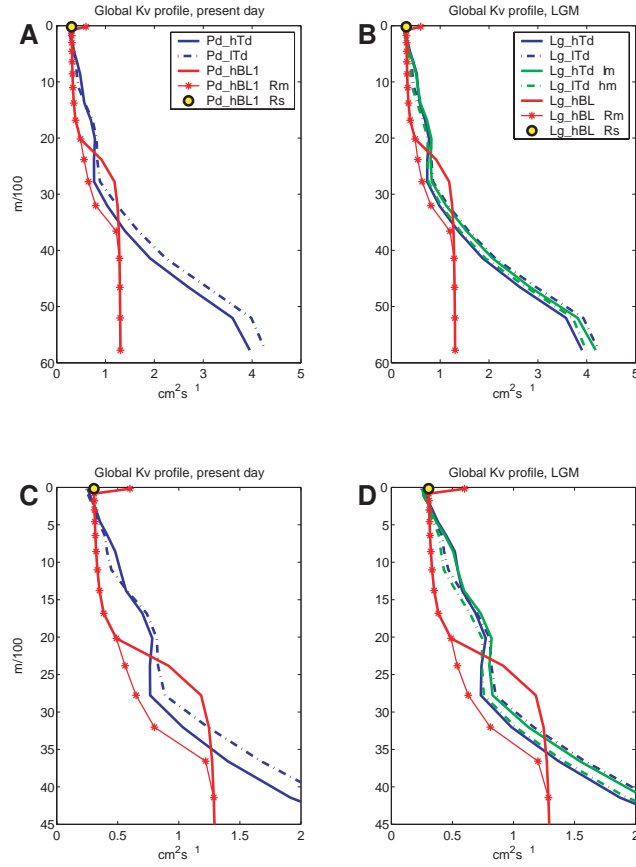 Global Kv profile, present day
A
Pd_hTd
Pd_lTd
Pd_hBL1
Pd_hBL1 Rm
Pd_hBL1 Rs
0
10
20
30
40
50
60
m/100
0 1 2 3 4 5
cm²s 1
Global Kv profile, LGM
B
Lg_hTd
Lg_lTd
Lg_hTd lm
Lg_lTd hm
Lg_hBL
Lg_hBL Rm
Lg_hBL Rs
0
10
20
30
40
50
60
0 1 2 3 4 5
cm²s 1
Global Kv profile, present day
C
0
5
10
15
20
25
30
35
40
45
m/100
0 0.5 1 1.5 2
cm²s 1
Global Kv profile, LGM
D
0
5
10
15
20
25
30
35
40
45
0 0.5 1 1.5 2
cm²s 1